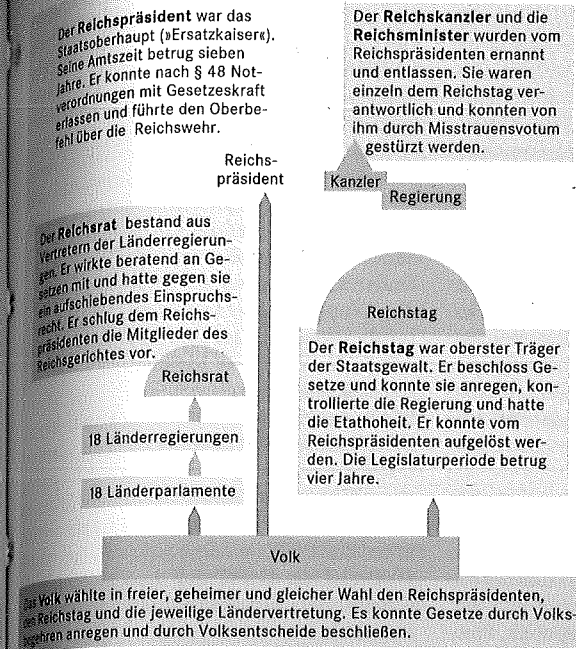 Der Reichspräsident war das
Staatsoberhaupt (»Ersatzkaiser«).
Seine Amtszeit betrug sieben
Jahre. Er konnte nach § 48 Not-
verordnungen mit Gesetzeskraft
erlassen und führte den Oberbe-
fehl über die Reichswehr.
Der Reichskanzler und die
Reichsminister wurden vom
Reichspräsidenten ernannt
und entlassen. Sie waren
einzeln dem Reichstag ver-
antwortlich und konnten von
ihm durch Misstrauensvotum
gestürzt werden.
Reichs-
präsident
Kanzler
Regierung
Der Reichsrat bestand aus
Vertretern der Länderregierun-
gen. Er wirkte beratend an Ge-
setzen mit und hatte gegen sie
ein aufschiebendes Einspruchs-
recht. Er schlug dem Reichs-
präsidenten die Mitglieder des
Reichsgerichtes vor.
Reichsrat
18 Länderregierungen
18 Länderparlamente
Reichstag
Der Reichstag war oberster Träger
der Staatsgewalt. Er beschloss Ge-
setze und konnte sie anregen, kon-
trollierte die Regierung und hatte
die Etathoheit. Er konnte vom
Reichspräsidenten aufgelöst wer-
den. Die Legislaturperiode betrug
vier Jahre.
Volk
Das Volk wählte in freier, geheimer und gleicher Wahl den Reichspräsidenten,
den Reichstag und die jeweilige Ländervertretung. Es konnte Gesetze durch Volks-
begehren anregen und durch Volksentscheide beschließen.